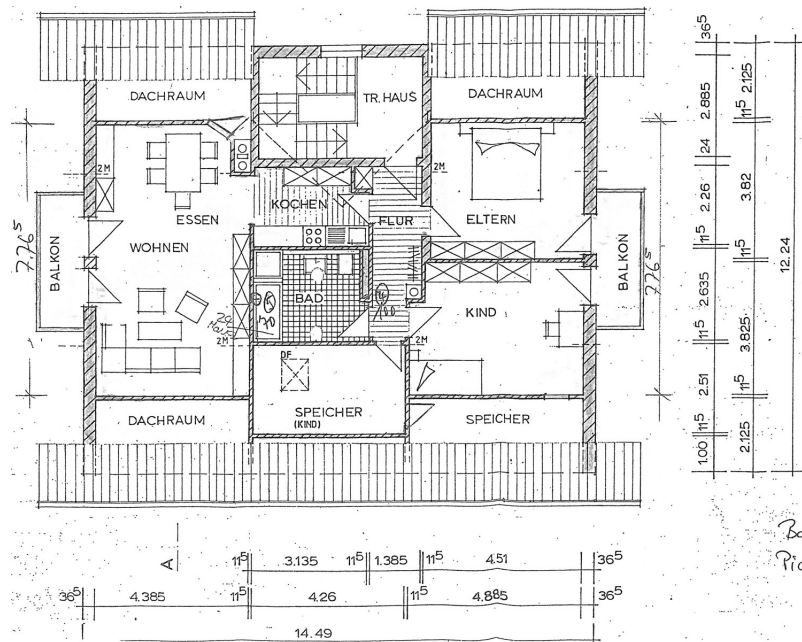 DACHRAUM
TR. HAUS
DACHRAUM
2M
2M
ESSEN
KOCHEN
FLUR
ELTERN
WOHNEN
BALKON
BALKON
7.76⁵
7.76⁵
BAD
KIND
2M
2M
DF
SPEICHER
(KIND)
DACHRAUM
SPEICHER
36⁵
2.885
24
2.26
11⁵
2.635
11⁵
2.51
11⁵
1.00
2.125
11⁵
3.82
11⁵
3.825
11⁵
2.125
12.24
A
11⁵ 3.135 11⁵ 1.385 11⁵ 4.51 36⁵
36⁵ 4.385 11⁵ 4.26 11⁵ 4.885 36⁵
14.49